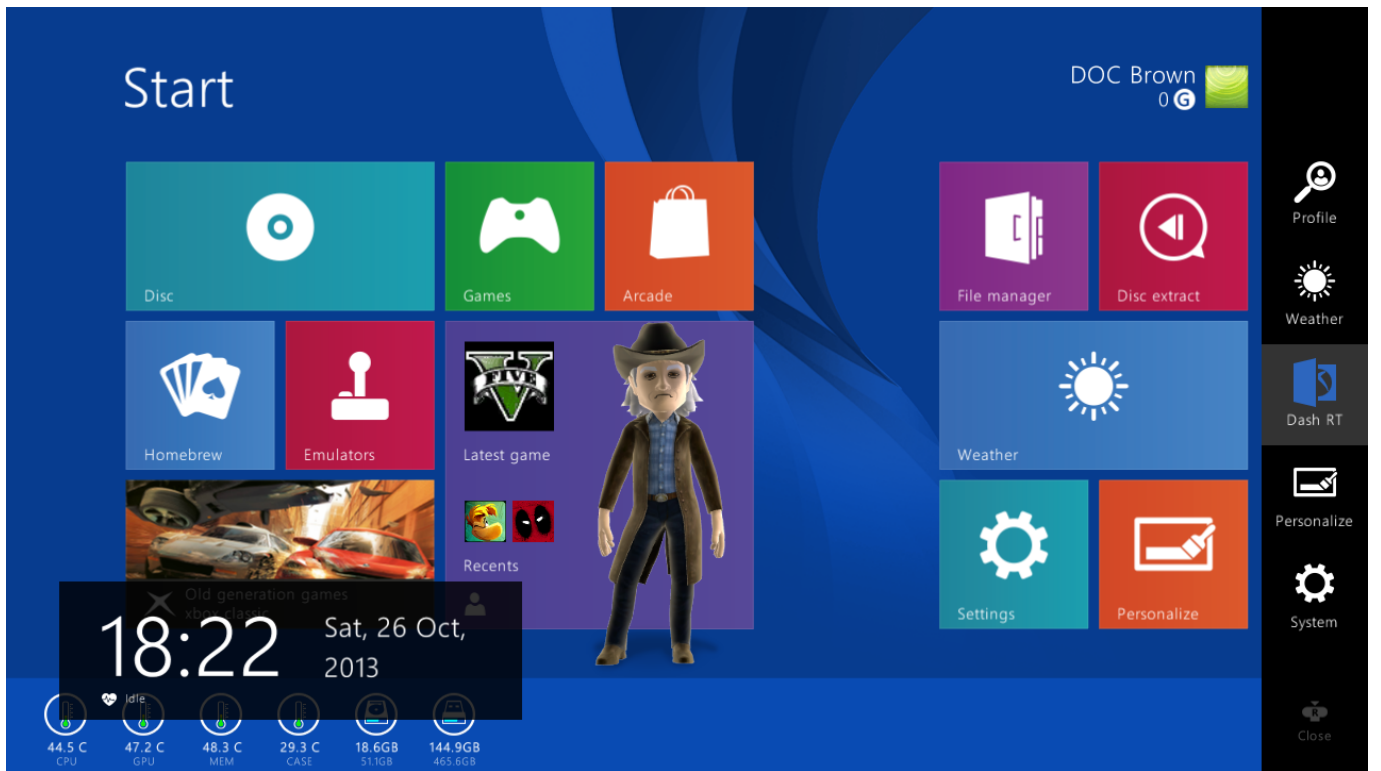 Start
DOC Brown
0 G
Disc
Games
Arcade
File manager
Disc extract
Profile
Weather
Homebrew
Emulators
FIVE
V
Latest game
Weather
Dash RT
Recents
Personalize
Old generation games
xbox classic
Settings
Personalize
System
18:22
Sat, 26 Oct,
2013
Idle
44.5 C
47.2 C
48.3 C
29.3 C
18.6GB
144.9GB
CPU
GPU
MEM
CASE
51.1GB
465.6GB
R
Close